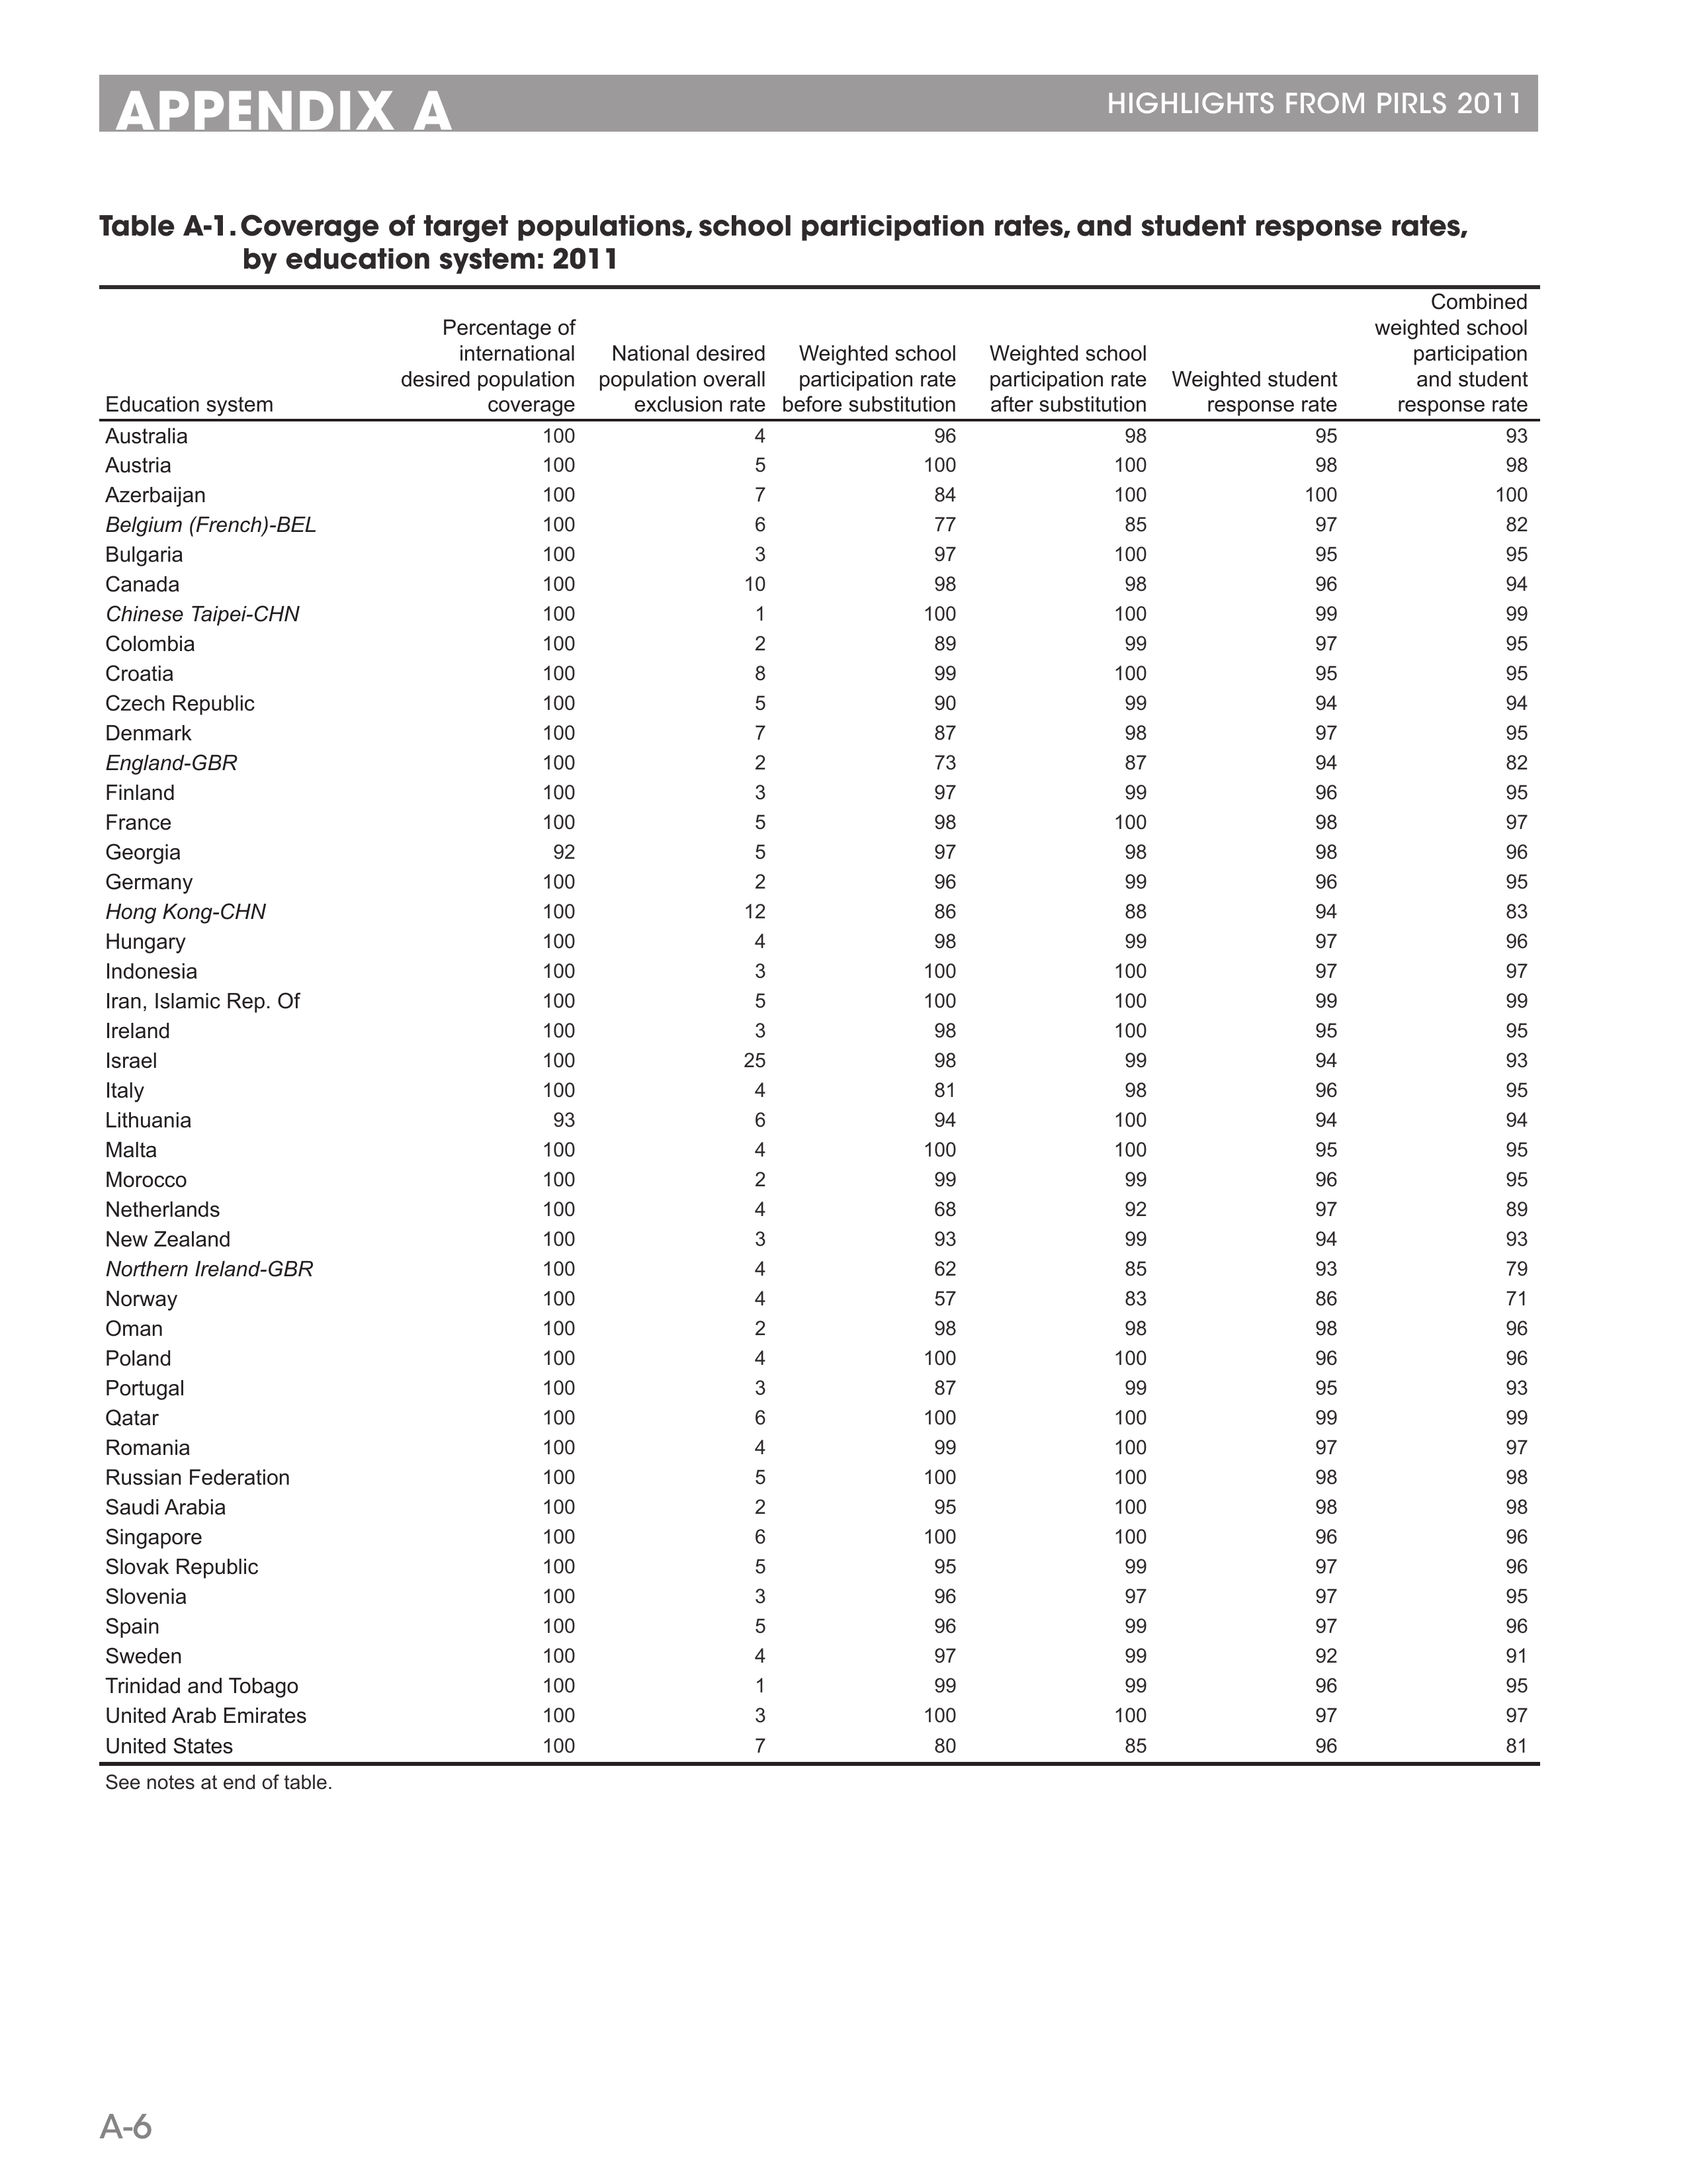 APPENDIX A
HIGHLIGHTS FROM PIRLS 2011
Table A-1. Coverage of target populations, school participation rates, and student response rates,
by education system: 2011
Education system Percentage of international desired population coverage National desired population overall exclusion rate Weighted school participation rate before substitution Weighted school participation rate after substitution Weighted student response rate Combined weighted school participation and student response rate
Australia 100 4 96 98 95 93
Austria 100 5 100 100 98 98
Azerbaijan 100 7 84 100 100 100
Belgium (French)-BEL 100 6 77 85 97 82
Bulgaria 100 3 97 100 95 95
Canada 100 10 98 98 96 94
Chinese Taipei-CHN 100 1 100 100 99 99
Colombia 100 2 89 99 97 95
Croatia 100 8 99 100 95 95
Czech Republic 100 5 90 99 94 94
Denmark 100 7 87 98 97 95
England-GBR 100 2 73 87 94 82
Finland 100 3 97 99 96 95
France 100 5 98 100 98 97
Georgia 92 5 97 98 98 96
Germany 100 2 96 99 96 95
Hong Kong-CHN 100 12 86 88 94 83
Hungary 100 4 98 99 97 96
Indonesia 100 3 100 100 97 97
Iran, Islamic Rep. Of 100 5 100 100 99 99
Ireland 100 3 98 100 95 95
Israel 100 25 98 99 94 93
Italy 100 4 81 98 96 95
Lithuania 93 6 94 100 94 94
Malta 100 4 100 100 95 95
Morocco 100 2 99 99 96 95
Netherlands 100 4 68 92 97 89
New Zealand 100 3 93 99 94 93
Northern Ireland-GBR 100 4 62 85 93 79
Norway 100 4 57 83 86 71
Oman 100 2 98 98 98 96
Poland 100 4 100 100 96 96
Portugal 100 3 87 99 95 93
Qatar 100 6 100 100 99 99
Romania 100 4 99 100 97 97
Russian Federation 100 5 100 100 98 98
Saudi Arabia 100 2 95 100 98 98
Singapore 100 6 100 100 96 96
Slovak Republic 100 5 95 99 97 96
Slovenia 100 3 96 97 97 95
Spain 100 5 96 99 97 96
Sweden 100 4 97 99 92 91
Trinidad and Tobago 100 1 99 99 96 95
United Arab Emirates 100 3 100 100 97 97
United States 100 7 80 85 96 81
See notes at end of table.
A-6